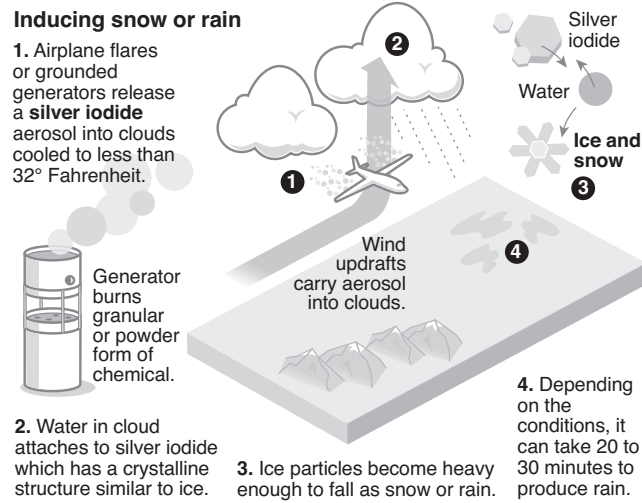 Inducing snow or rain
1. Airplane flares
or grounded
generators release
a silver iodide
aerosol into clouds
cooled to less than
32° Fahrenheit.
2
Silver
iodide
Water
Ice and
snow
3
1
Wind
updrafts
carry aerosol
into clouds.
4
Generator
burns
granular
or powder
form of
chemical.
2. Water in cloud
attaches to silver iodide
which has a crystalline
structure similar to ice.
3. Ice particles become heavy
enough to fall as snow or rain.
4. Depending
on the
conditions, it
can take 20 to
30 minutes to
produce rain.